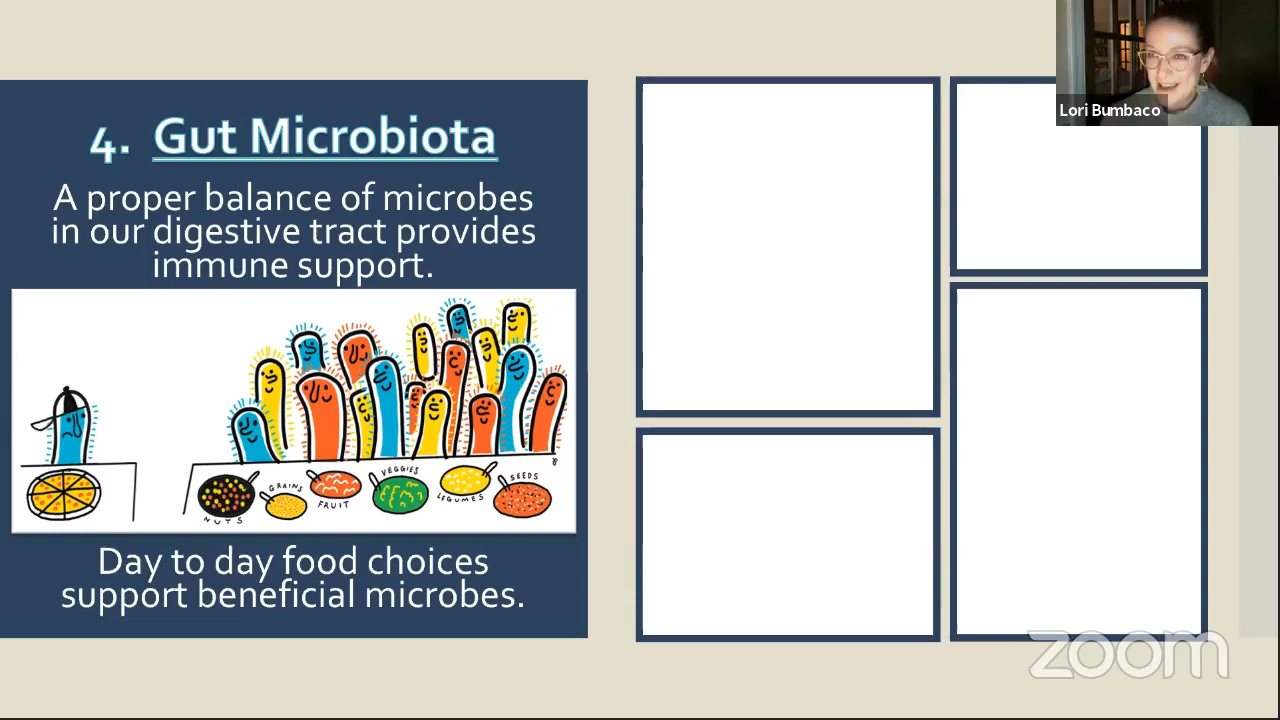 Lori Bumbaco
4. Gut Microbiota
A proper balance of microbes
in our digestive tract provides
immune support.
NUTS
GRAINS
FRUIT
VEGGIES
LEGUMES
SEEDS
Day to day food choices
support beneficial microbes.
zoom